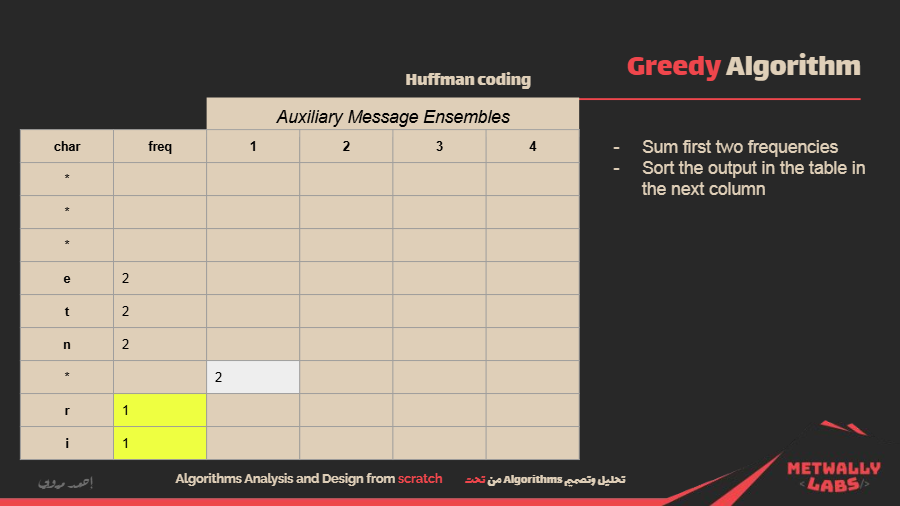 Greedy Algorithm
Huffman coding
Auxiliary Message Ensembles
char freq 1 2 3 4
*
*
*
e 2
t 2
n 2
* 2
r 1
i 1
- Sum first two frequencies
- Sort the output in the table in
the next column
METWALLY
<LABS/>
Algorithms Analysis and Design from scratch
تحليل وتصميم Algorithms من تحت